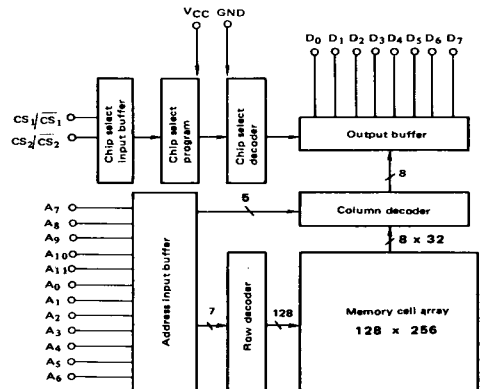 VCC GND
D0 D1 D2 D3 D4 D5 D6 D7
CS1/C̅S̅1̅
CS2/C̅S̅2̅
Chip select input buffer
Chip select program
Chip select decoder
Output buffer
8
Column decoder
5
8 x 32
A7
A8
A9
A10
A11
A0
A1
A2
A3
A4
A5
A6
Address input buffer
7
Row decoder
128
Memory cell array
128 x 256